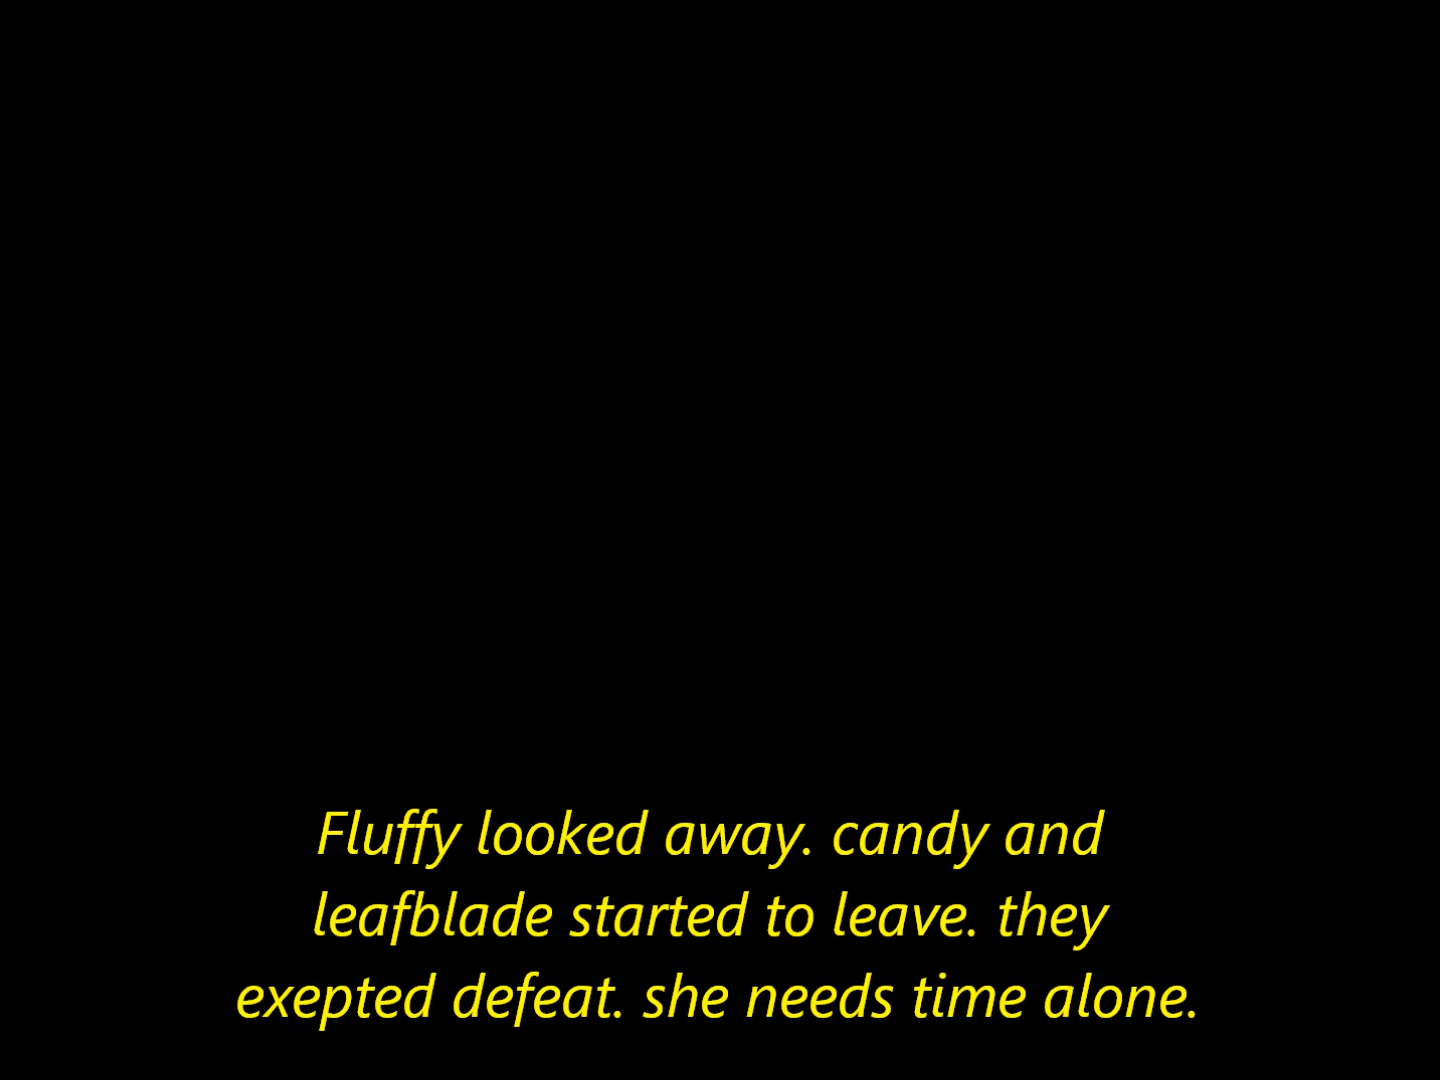 Fluffy looked away. candy and
leafblade started to leave. they
exepted defeat. she needs time alone.